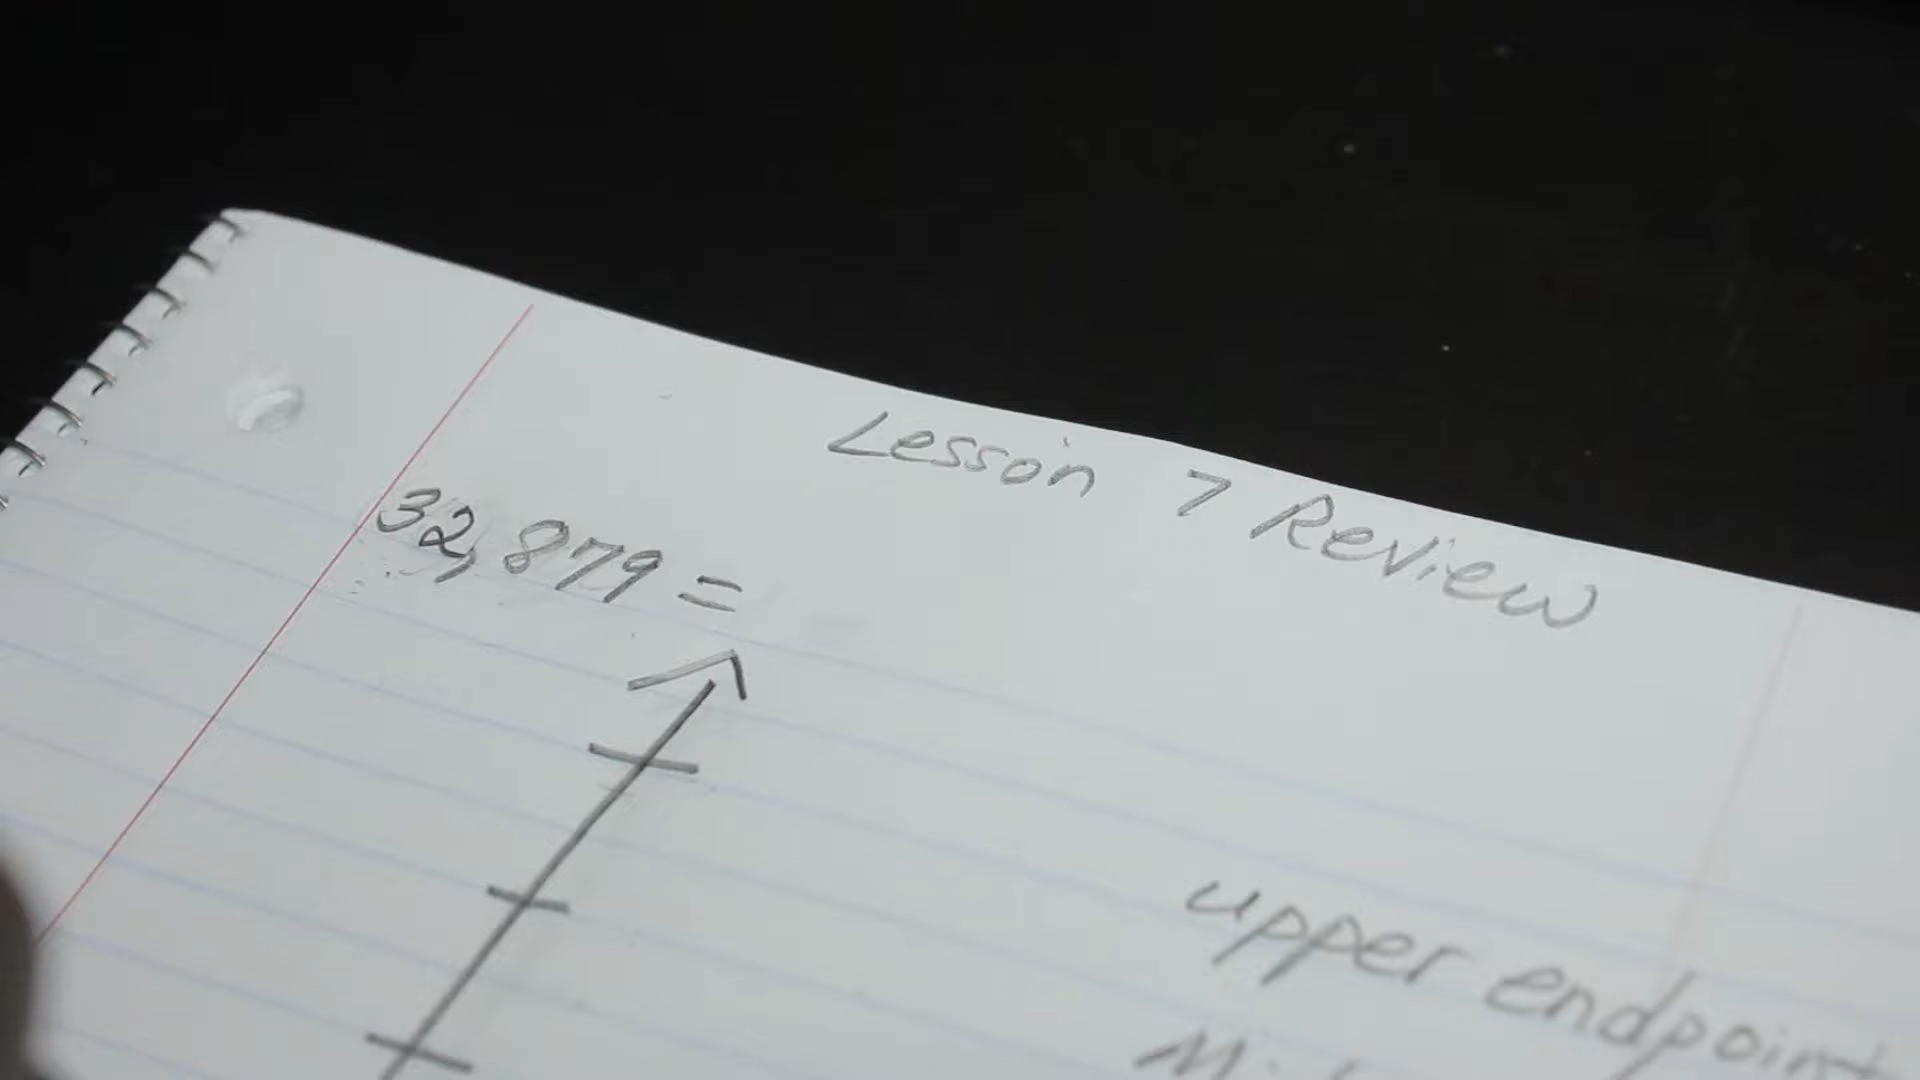 Lesson 7 Review
32,879 =
upper endpoint